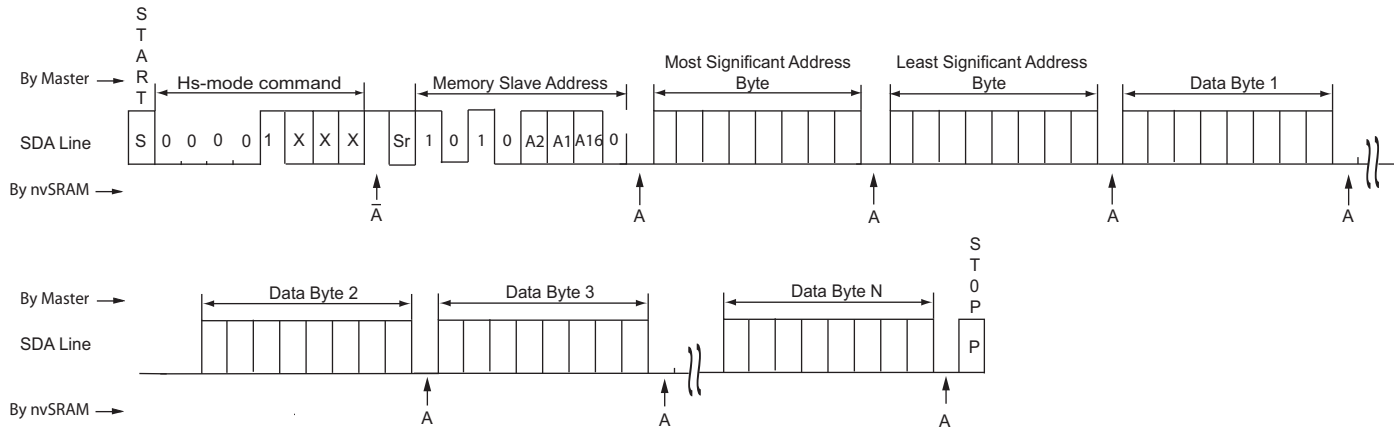 START
By Master
Hs-mode command
Memory Slave Address
Most Significant Address
Byte
Least Significant Address
Byte
Data Byte 1
SDA Line
S 0 0 0 0 1 X X X Sr 1 0 1 0 A2 A1 A16 0
By nvSRAM
A̅ A A A A
ST0P
By Master
Data Byte 2
Data Byte 3
Data Byte N
SDA Line
P
By nvSRAM
A A A